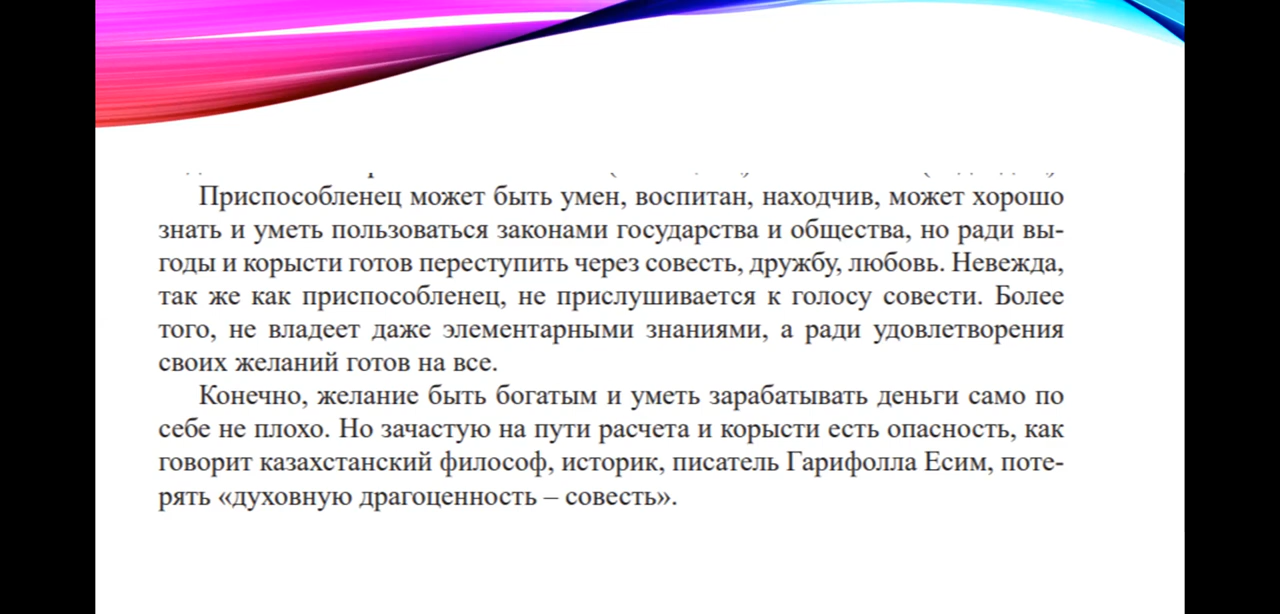 Приспособленец может быть умен, воспитан, находчив, может хорошо
знать и уметь пользоваться законами государства и общества, но ради вы-
годы и корысти готов переступить через совесть, дружбу, любовь. Невежда,
так же как приспособленец, не прислушивается к голосу совести. Более
того, не владеет даже элементарными знаниями, а ради удовлетворения
своих желаний готов на все.
Конечно, желание быть богатым и уметь зарабатывать деньги само по
себе не плохо. Но зачастую на пути расчета и корысти есть опасность, как
говорит казахстанский философ, историк, писатель Гарифолла Есим, поте-
рять «духовную драгоценность – совесть».